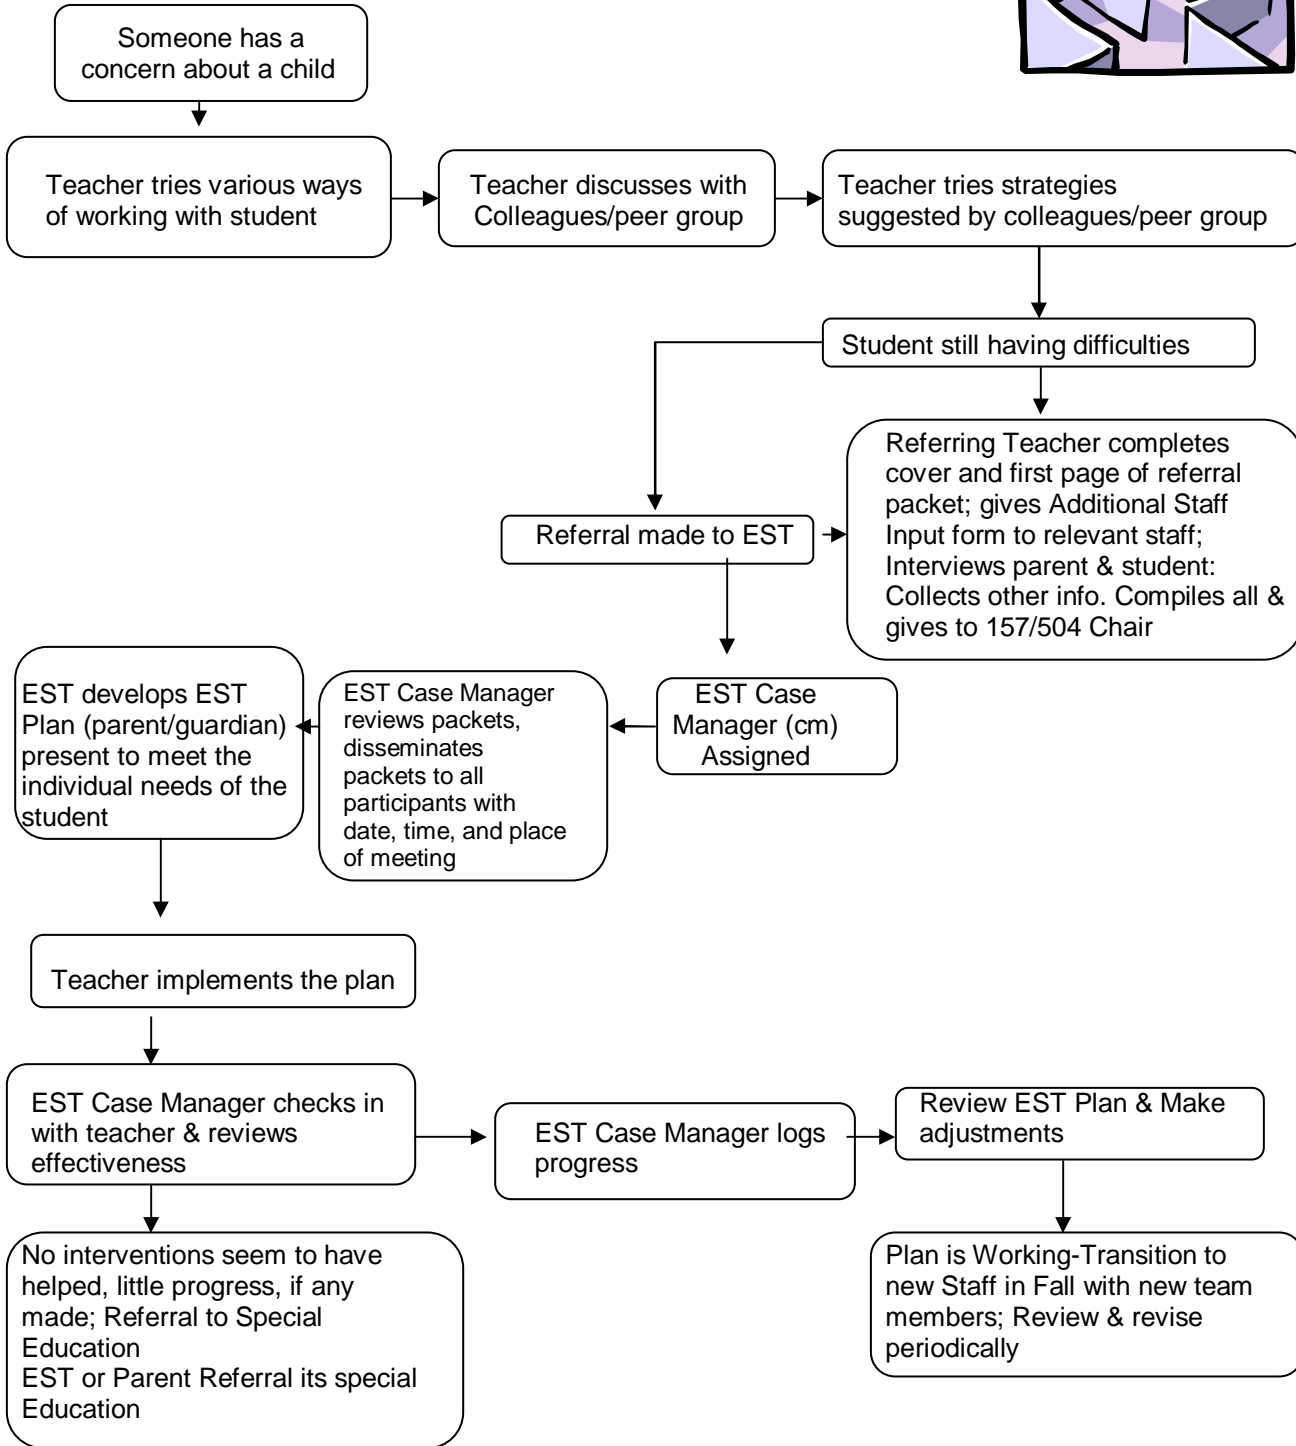 Someone has a
concern about a child
Teacher tries various ways
of working with student
Teacher discusses with
Colleagues/peer group
Teacher tries strategies
suggested by colleagues/peer group
Student still having difficulties
Referring Teacher completes
cover and first page of referral
packet; gives Additional Staff
Input form to relevant staff;
Interviews parent & student:
Collects other info. Compiles all &
gives to 157/504 Chair
Referral made to EST
EST Case
Manager (cm)
Assigned
EST Case Manager
reviews packets,
disseminates
packets to all
participants with
date, time, and place
of meeting
EST develops EST
Plan (parent/guardian)
present to meet the
individual needs of the
student
Teacher implements the plan
EST Case Manager checks in
with teacher & reviews
effectiveness
EST Case Manager logs
progress
Review EST Plan & Make
adjustments
No interventions seem to have
helped, little progress, if any
made; Referral to Special
Education
EST or Parent Referral its special
Education
Plan is Working-Transition to
new Staff in Fall with new team
members; Review & revise
periodically